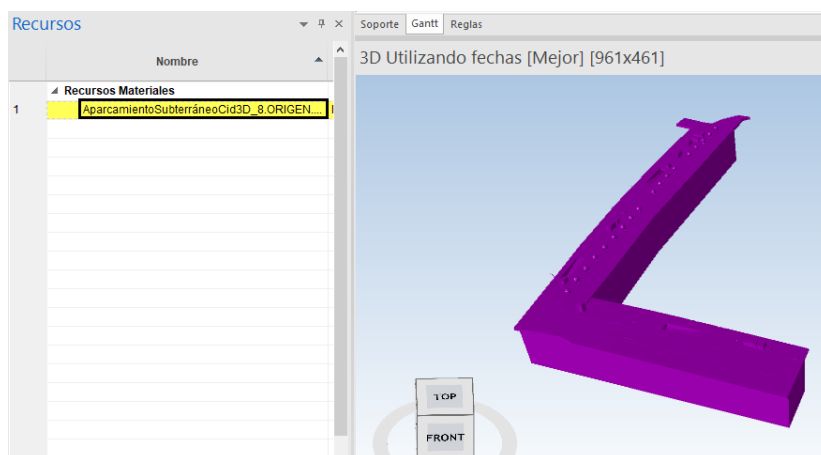 Recursos
Soporte Gantt Reglas
Nombre
3D Utilizando fechas [Mejor] [961x461]
Recursos Materiales
1 AparcamientoSubterráneoCid3D_8.ORIGEN....
TOP
FRONT